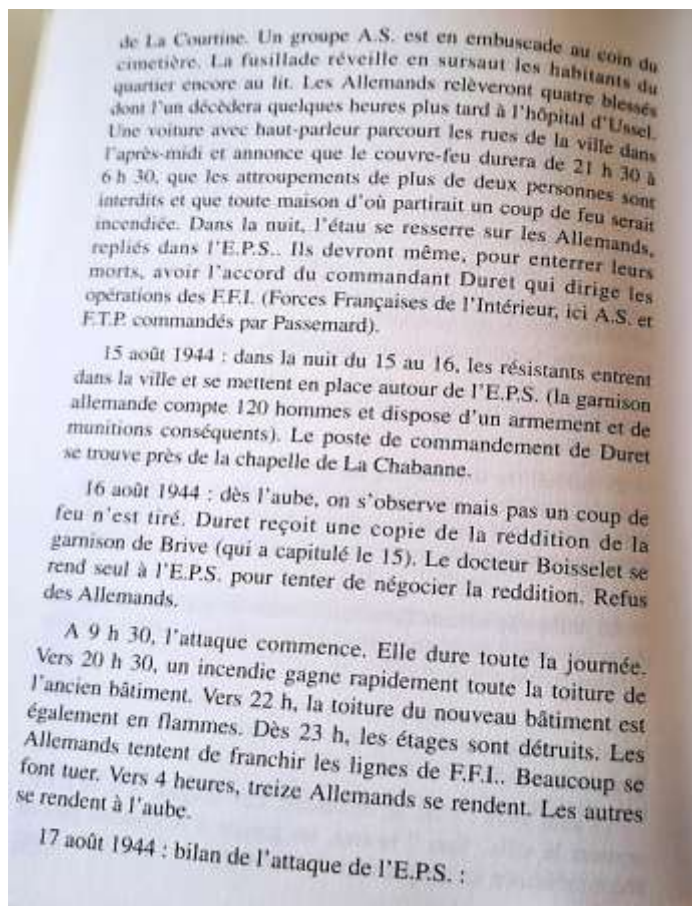 de La Courtine. Un groupe A.S. est en embuscade au coin du
cimetière. La fusillade réveille en sursaut les habitants du
quartier encore au lit. Les Allemands relèveront quatre blessés
dont l'un décèdera quelques heures plus tard à l'hôpital d'Ussel.
Une voiture avec haut-parleur parcourt les rues de la ville dans
l'après-midi et annonce que le couvre-feu durera de 21 h 30 à
6 h 30, que les attroupements de plus de deux personnes sont
interdits et que toute maison d'où partirait un coup de feu serait
incendiée. Dans la nuit, l'étau se resserre sur les Allemands,
repliés dans l'E.P.S.. Ils devront même, pour enterrer leurs
morts, avoir l'accord du commandant Duret qui dirige les
opérations des F.F.I. (Forces Françaises de l'Intérieur, ici A.S. et
F.T.P. commandés par Passemard).
15 août 1944 : dans la nuit du 15 au 16, les résistants entrent
dans la ville et se mettent en place autour de l'E.P.S. (la garnison
allemande compte 120 hommes et dispose d'un armement et de
munitions conséquents). Le poste de commandement de Duret
se trouve près de la chapelle de La Chabanne.
16 août 1944 : dès l'aube, on s'observe mais pas un coup de
feu n'est tiré. Duret reçoit une copie de la reddition de la
garnison de Brive (qui a capitulé le 15). Le docteur Boisselet se
rend seul à l'E.P.S. pour tenter de négocier la reddition. Refus
des Allemands.
A 9 h 30, l'attaque commence. Elle dure toute la journée.
Vers 20 h 30, un incendie gagne rapidement toute la toiture de
l'ancien bâtiment. Vers 22 h, la toiture du nouveau bâtiment est
également en flammes. Dès 23 h, les étages sont détruits. Les
Allemands tentent de franchir les lignes de F.F.I.. Beaucoup se
font tuer. Vers 4 heures, treize Allemands se rendent. Les autres
se rendent à l'aube.
17 août 1944 : bilan de l'attaque de l'E.P.S. :